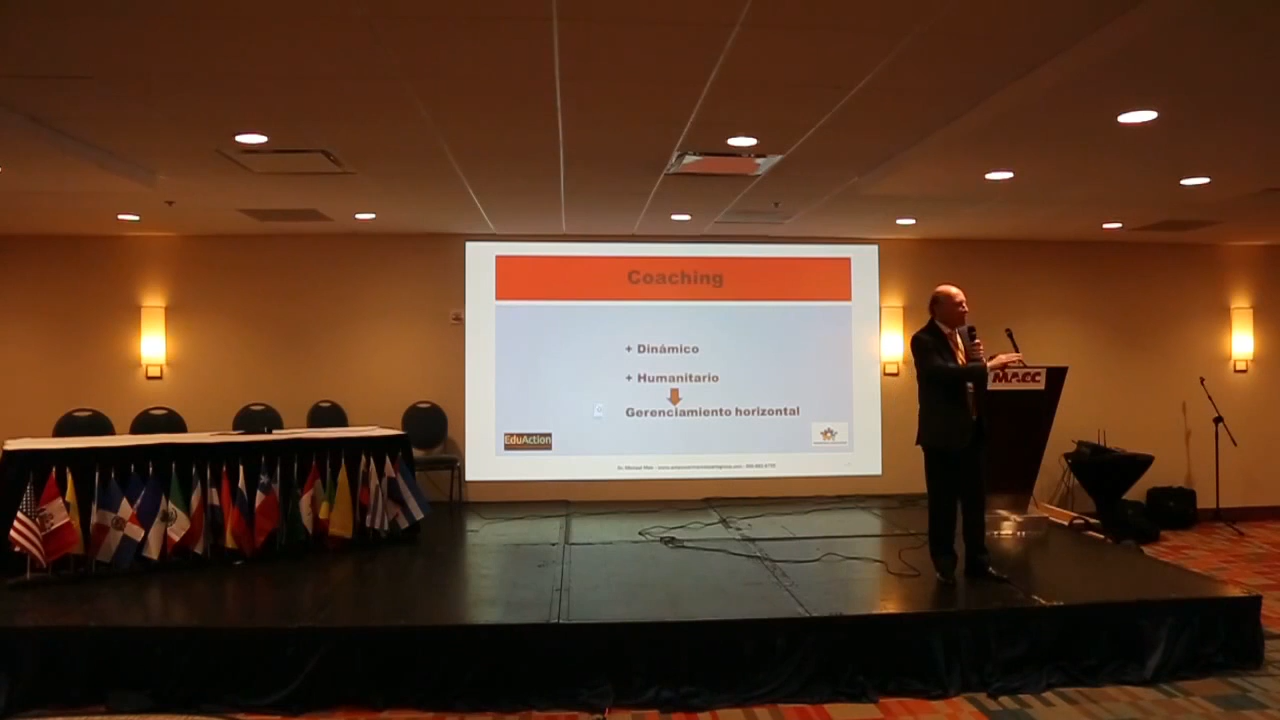 Coaching
+ Dinámico
+ Humanitario
Gerenciamiento horizontal
EduAction
MACC